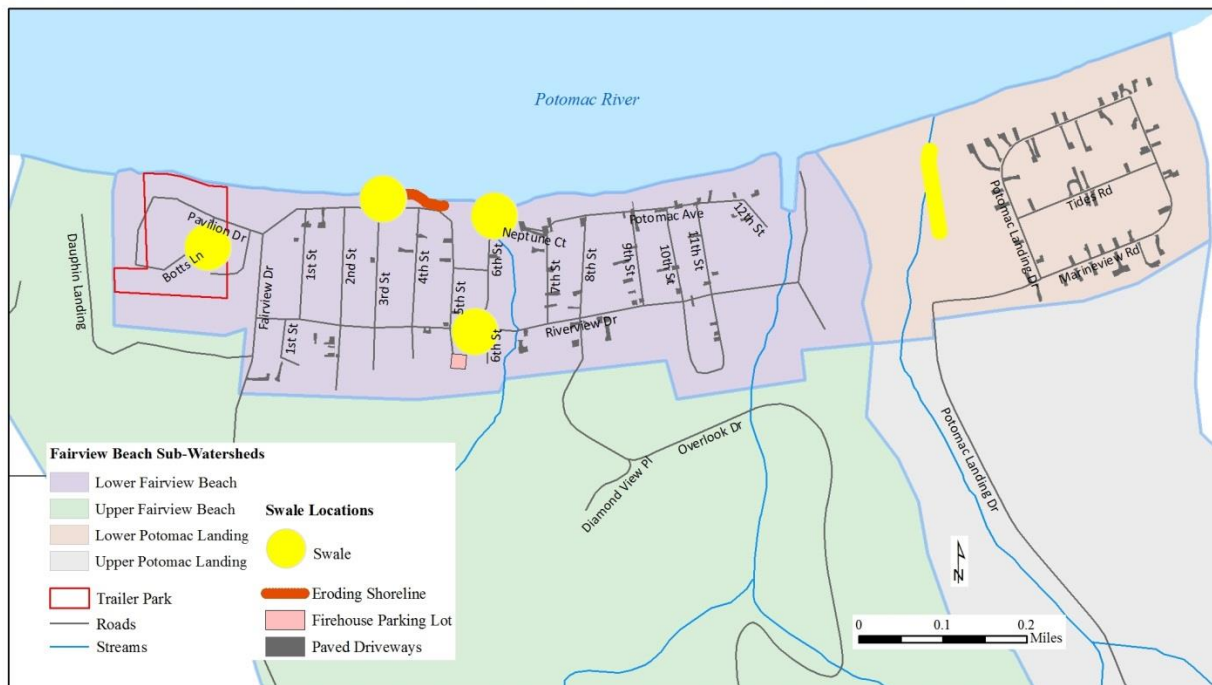 Potomac River
Pavilion Dr
Botts Ln
Dauphin Landing
Fairview Dr
1st St
2nd St
3rd St
4th St
5th St
6th St
Neptune Ct
7th St
8th St
9th St
10th St
11th St
Potomac Ave
12th St
Potomac Landing Dr
Tides Rd
Marineview Rd
1st St
6th St
Riverview Dr
Overlook Dr
Diamond View Pl
Potomac Landing Dr
Fairview Beach Sub-Watersheds
Lower Fairview Beach
Upper Fairview Beach
Lower Potomac Landing
Upper Potomac Landing
Trailer Park
Roads
Streams
Swale Locations
Swale
Eroding Shoreline
Firehouse Parking Lot
Paved Driveways
N
0 0.1 0.2
Miles